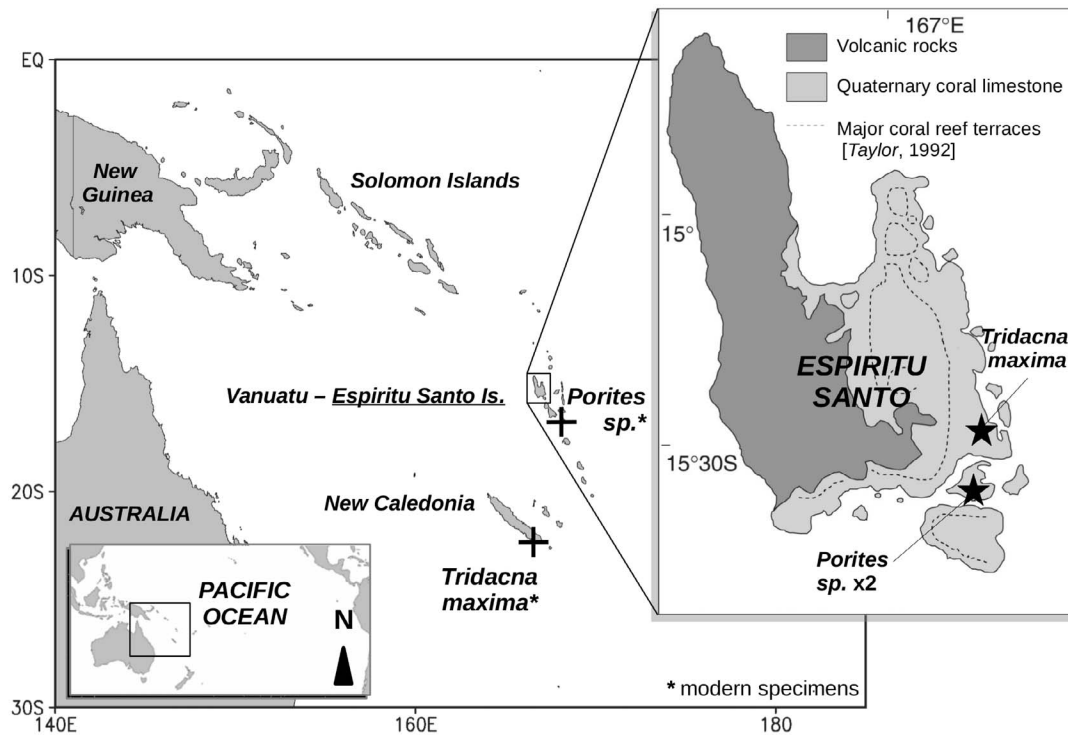 EQ
10S
20S
30S
140E
160E
180
New
Guinea
Solomon Islands
Vanuatu – Espiritu Santo Is.
Porites
sp.*
New Caledonia
AUSTRALIA
Tridacna
maxima*
PACIFIC
OCEAN
N
* modern specimens
167°E
Volcanic rocks
Quaternary coral limestone
Major coral reef terraces
[Taylor, 1992]
15°
Tridacna
maxima
ESPIRITU
SANTO
15°30S
Porites
sp. x2